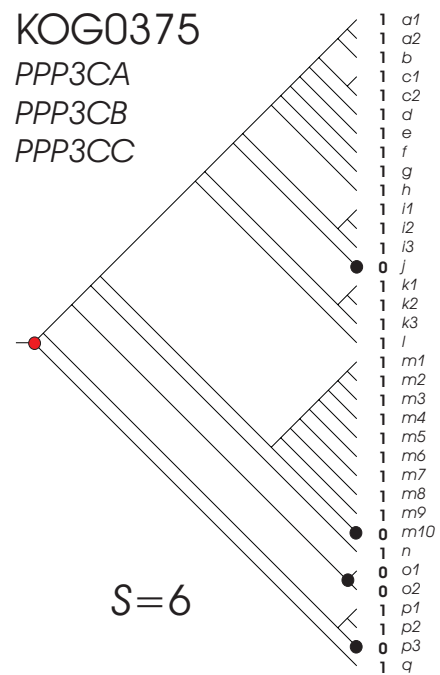 KOG0375
PPP3CA
PPP3CB
PPP3CC
1 a1
1 a2
1 b
1 c1
1 c2
1 d
1 e
1 f
1 g
1 h
1 i1
1 i2
1 i3
0 j
1 k1
1 k2
1 k3
1 l
1 m1
1 m2
1 m3
1 m4
1 m5
1 m6
1 m7
1 m8
1 m9
0 m10
1 n
0 o1
0 o2
1 p1
1 p2
0 p3
1 q
S=6